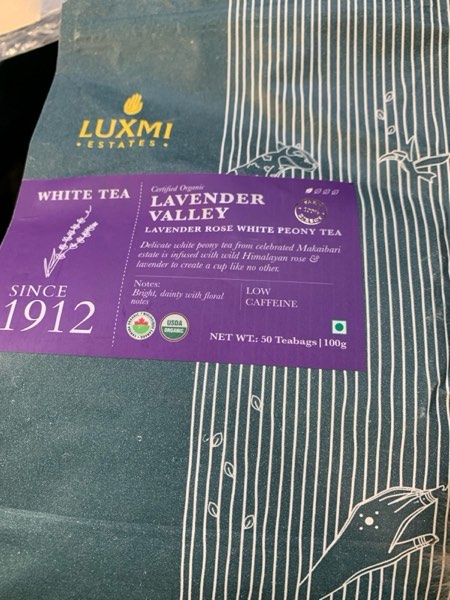 LUXMI
• ESTATES •
WHITE TEA
SINCE
1912
Certified Organic
LAVENDER
VALLEY
LAVENDER ROSE WHITE PEONY TEA
Delicate white peony tea from celebrated Makaibari
estate is infused with wild Himalayan rose &
lavender to create a cup like no other.
Notes:
Bright, dainty with floral
notes
LOW
CAFFEINE
USDA
ORGANIC
NET WT.: 50 Teabags | 100g